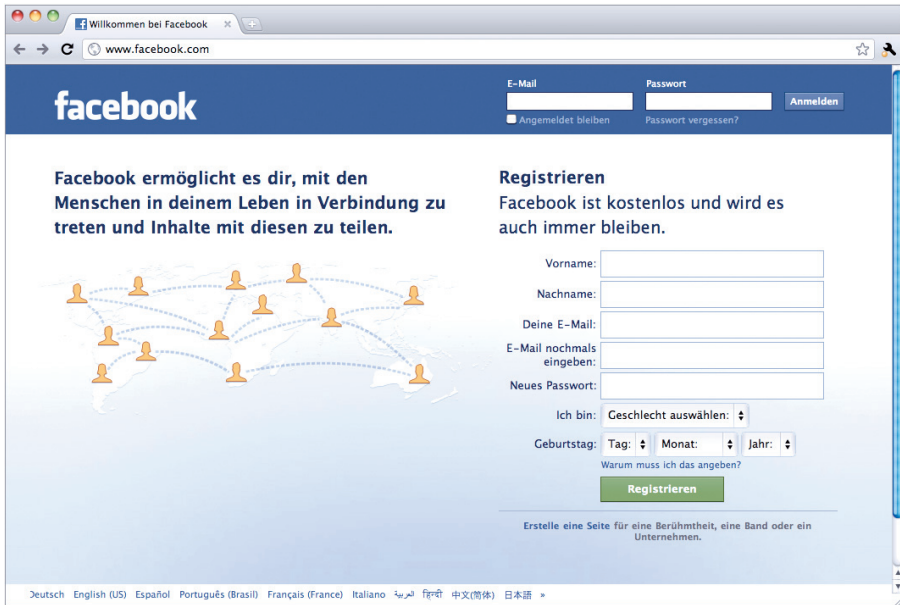 Willkommen bei Facebook
www.facebook.com
facebook
E-Mail
Passwort
Anmelden
Angemeldet bleiben
Passwort vergessen?
Facebook ermöglicht es dir, mit den
Menschen in deinem Leben in Verbindung zu
treten und Inhalte mit diesen zu teilen.
Registrieren
Facebook ist kostenlos und wird es
auch immer bleiben.
Vorname:
Nachname:
Deine E-Mail:
E-Mail nochmals
eingeben:
Neues Passwort:
Ich bin: Geschlecht auswählen:
Geburtstag: Tag: Monat: Jahr:
Warum muss ich das angeben?
Registrieren
Erstelle eine Seite für eine Berühmtheit, eine Band oder ein
Unternehmen.
Deutsch English (US) Español Português (Brasil) Français (France) Italiano العربية हिन्दी 中文(简体) 日本語 »